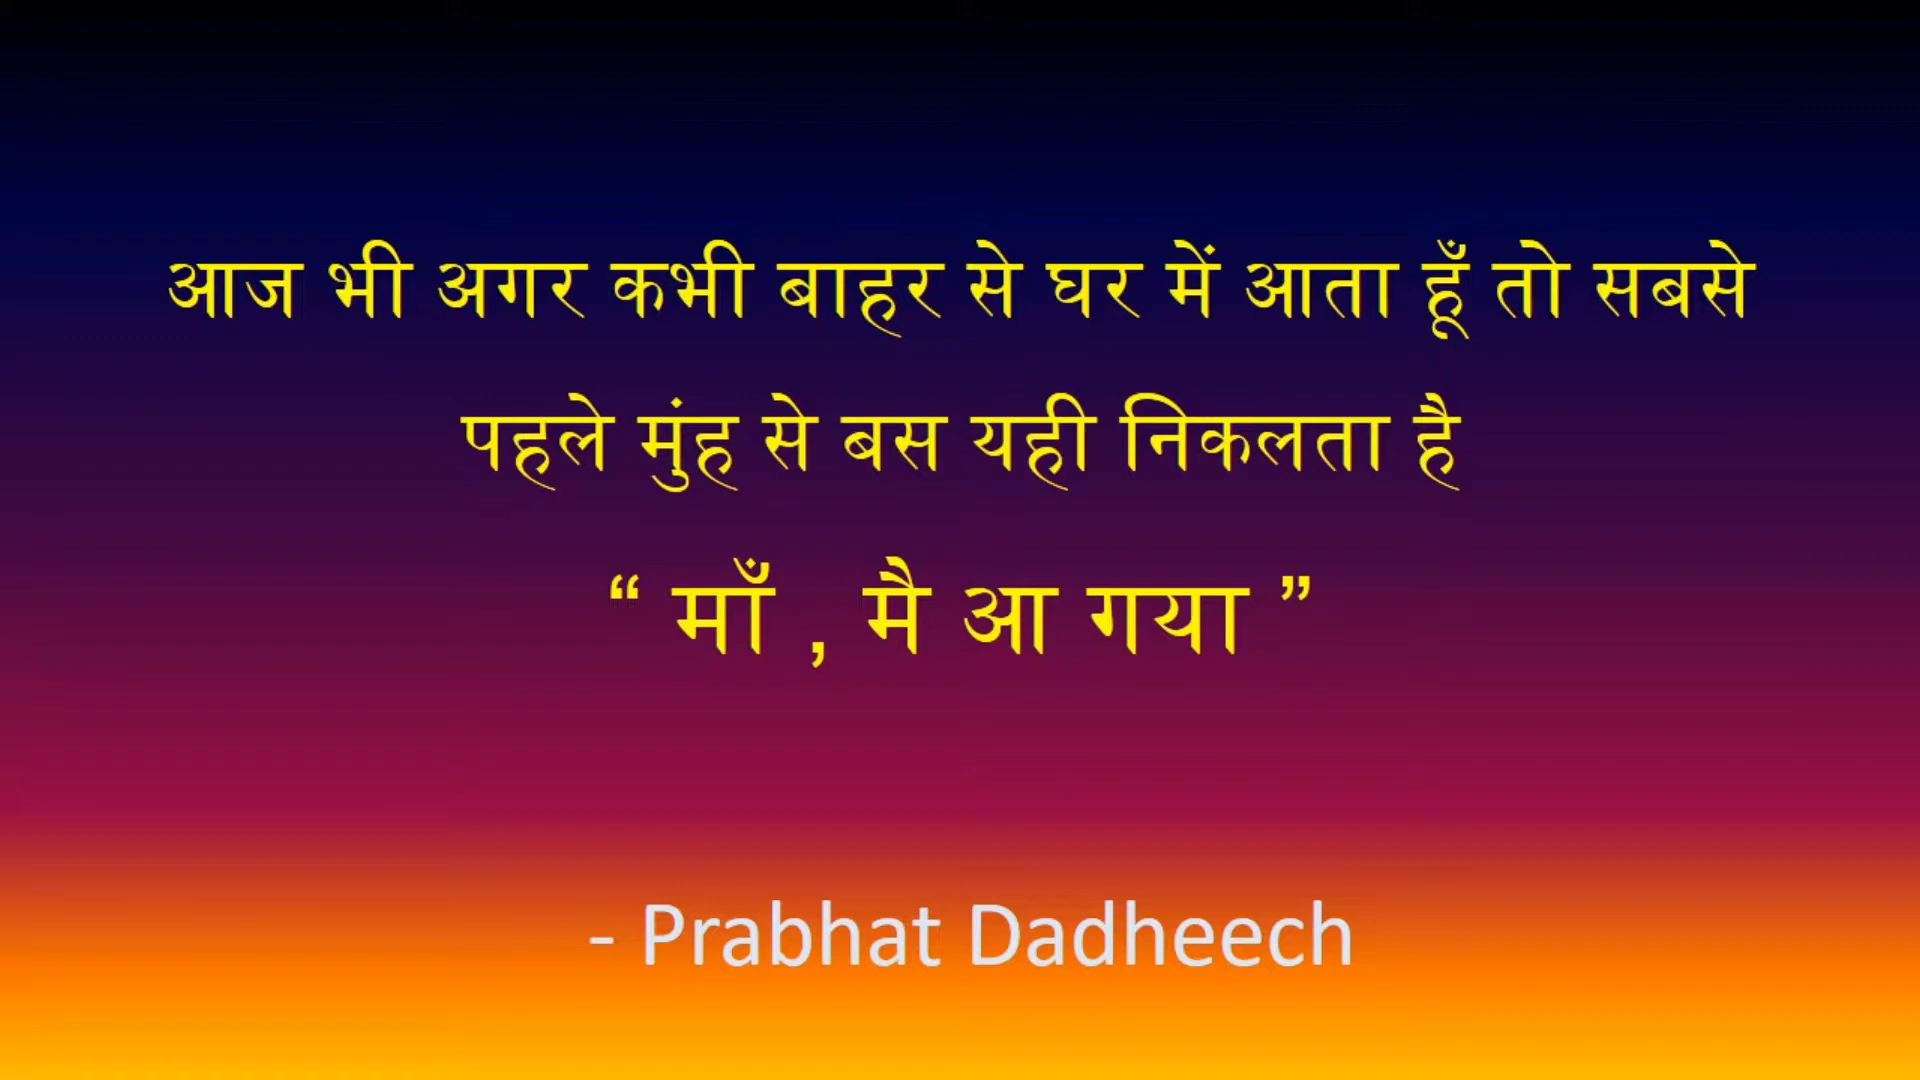 आज भी अगर कभी बाहर से घर में आता हूँ तो सबसे
पहले मुंह से बस यही निकलता है
“ माँ , मै आ गया ”
- Prabhat Dadheech